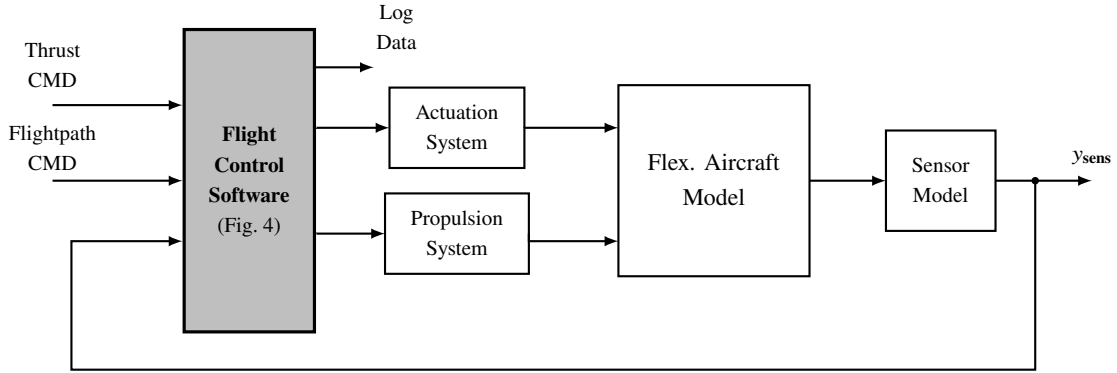 Log
Data
Thrust
CMD
Flightpath
CMD
Flight
Control
Software
(Fig. 4)
Actuation
System
Propulsion
System
Flex. Aircraft
Model
Sensor
Model
ysens